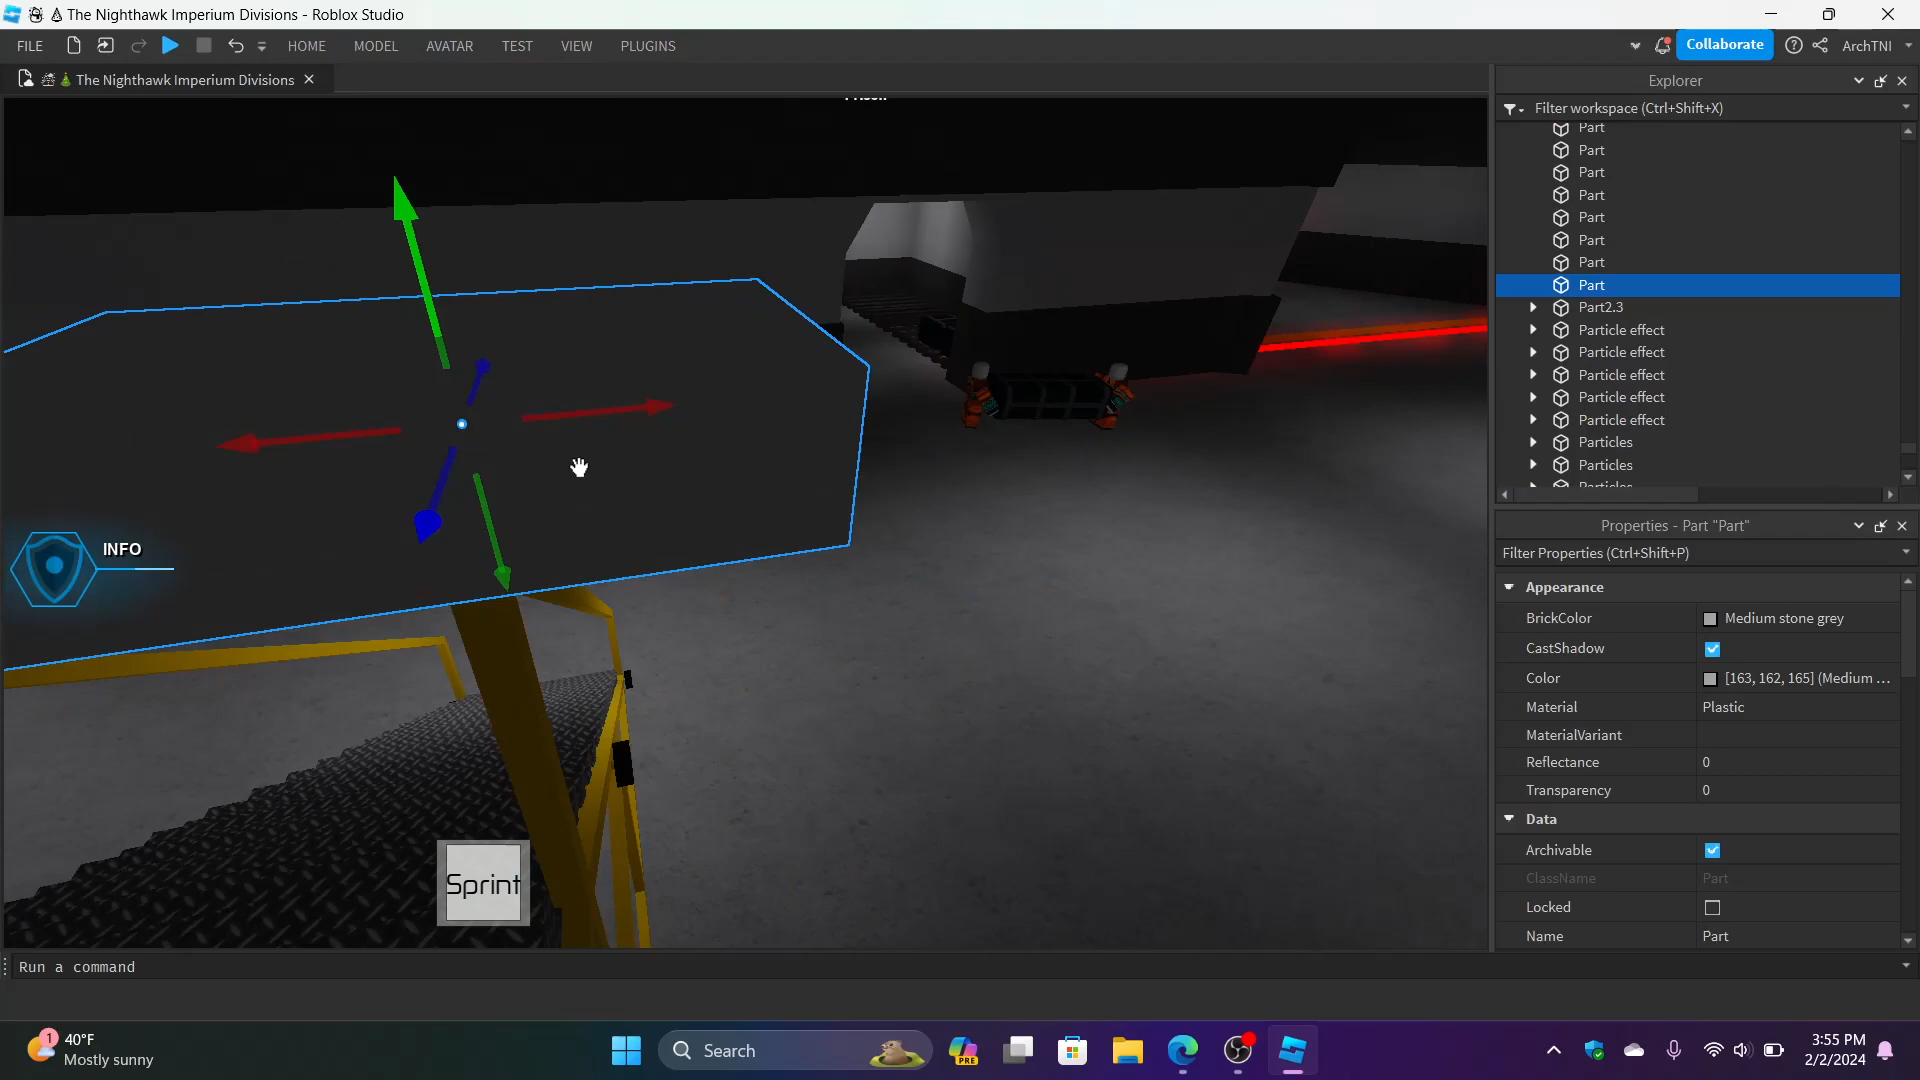 The Nighthawk Imperium Divisions - Roblox Studio
FILE HOME MODEL AVATAR TEST VIEW PLUGINS Collaborate ArchTNI
The Nighthawk Imperium Divisions
Explorer
Filter workspace (Ctrl+Shift+X)
Part
Part
Part
Part
Part
Part
Part
Part
Part2.3
Particle effect
Particle effect
Particle effect
Particle effect
Particle effect
Particles
Particles
Particles
INFO
Sprint
Properties - Part "Part"
Filter Properties (Ctrl+Shift+P)
Appearance
BrickColor Medium stone grey
CastShadow
Color [163, 162, 165] (Medium ...
Material Plastic
MaterialVariant
Reflectance 0
Transparency 0
Data
Archivable
ClassName Part
Locked
Name Part
Run a command
1
40°F
Mostly sunny
Search
PRE
3:55 PM
2/2/2024